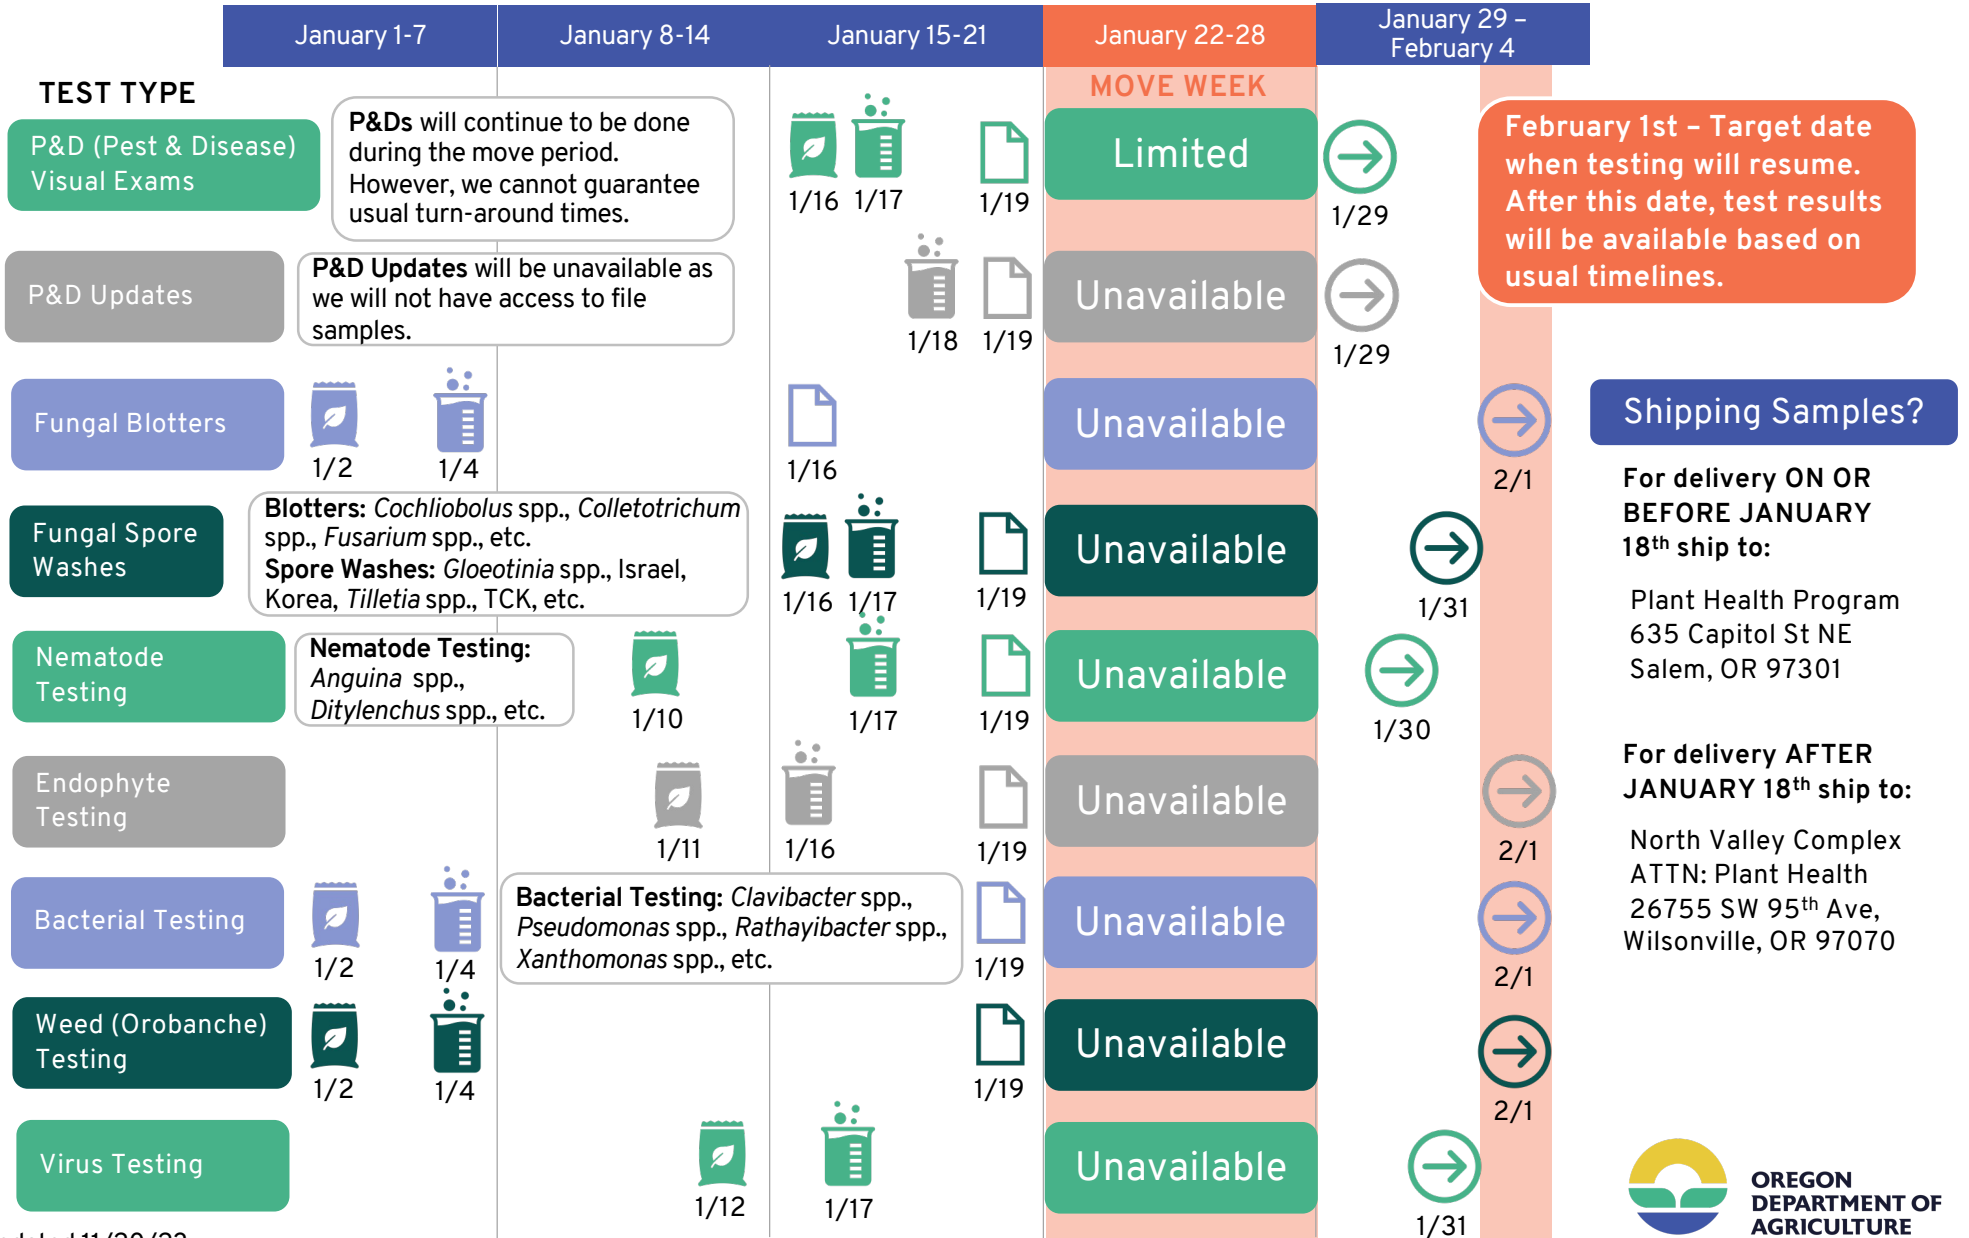 January 1-7
January 8-14
January 15-21
January 22-28
January 29 –
February 4
MOVE WEEK
TEST TYPE
P&D (Pest & Disease)
Visual Exams
P&Ds will continue to be done
during the move period.
However, we cannot guarantee
usual turn-around times.
1/16
1/17
1/19
Limited
1/29
February 1st – Target date
when testing will resume.
After this date, test results
will be available based on
usual timelines.
P&D Updates
P&D Updates will be unavailable as
we will not have access to file
samples.
1/18
1/19
Unavailable
1/29
Fungal Blotters
1/2
1/4
1/16
Unavailable
2/1
Fungal Spore
Washes
Blotters: Cochliobolus spp., Colletotrichum
spp., Fusarium spp., etc.
Spore Washes: Gloeotinia spp., Israel,
Korea, Tilletia spp., TCK, etc.
1/16
1/17
1/19
Unavailable
1/31
Nematode
Testing
Nematode Testing:
Anguina spp.,
Ditylenchus spp., etc.
1/10
1/17
1/19
Unavailable
1/30
Endophyte
Testing
1/11
1/16
1/19
Unavailable
2/1
Bacterial Testing
1/2
1/4
Bacterial Testing: Clavibacter spp.,
Pseudomonas spp., Rathayibacter spp.,
Xanthomonas spp., etc.
1/19
Unavailable
2/1
Weed (Orobanche)
Testing
1/2
1/4
1/19
Unavailable
2/1
Virus Testing
1/12
1/17
Unavailable
1/31
Shipping Samples?
For delivery ON OR
BEFORE JANUARY
18th ship to:
Plant Health Program
635 Capitol St NE
Salem, OR 97301
For delivery AFTER
JANUARY 18th ship to:
North Valley Complex
ATTN: Plant Health
26755 SW 95th Ave,
Wilsonville, OR 97070
OREGON
DEPARTMENT OF
AGRICULTURE